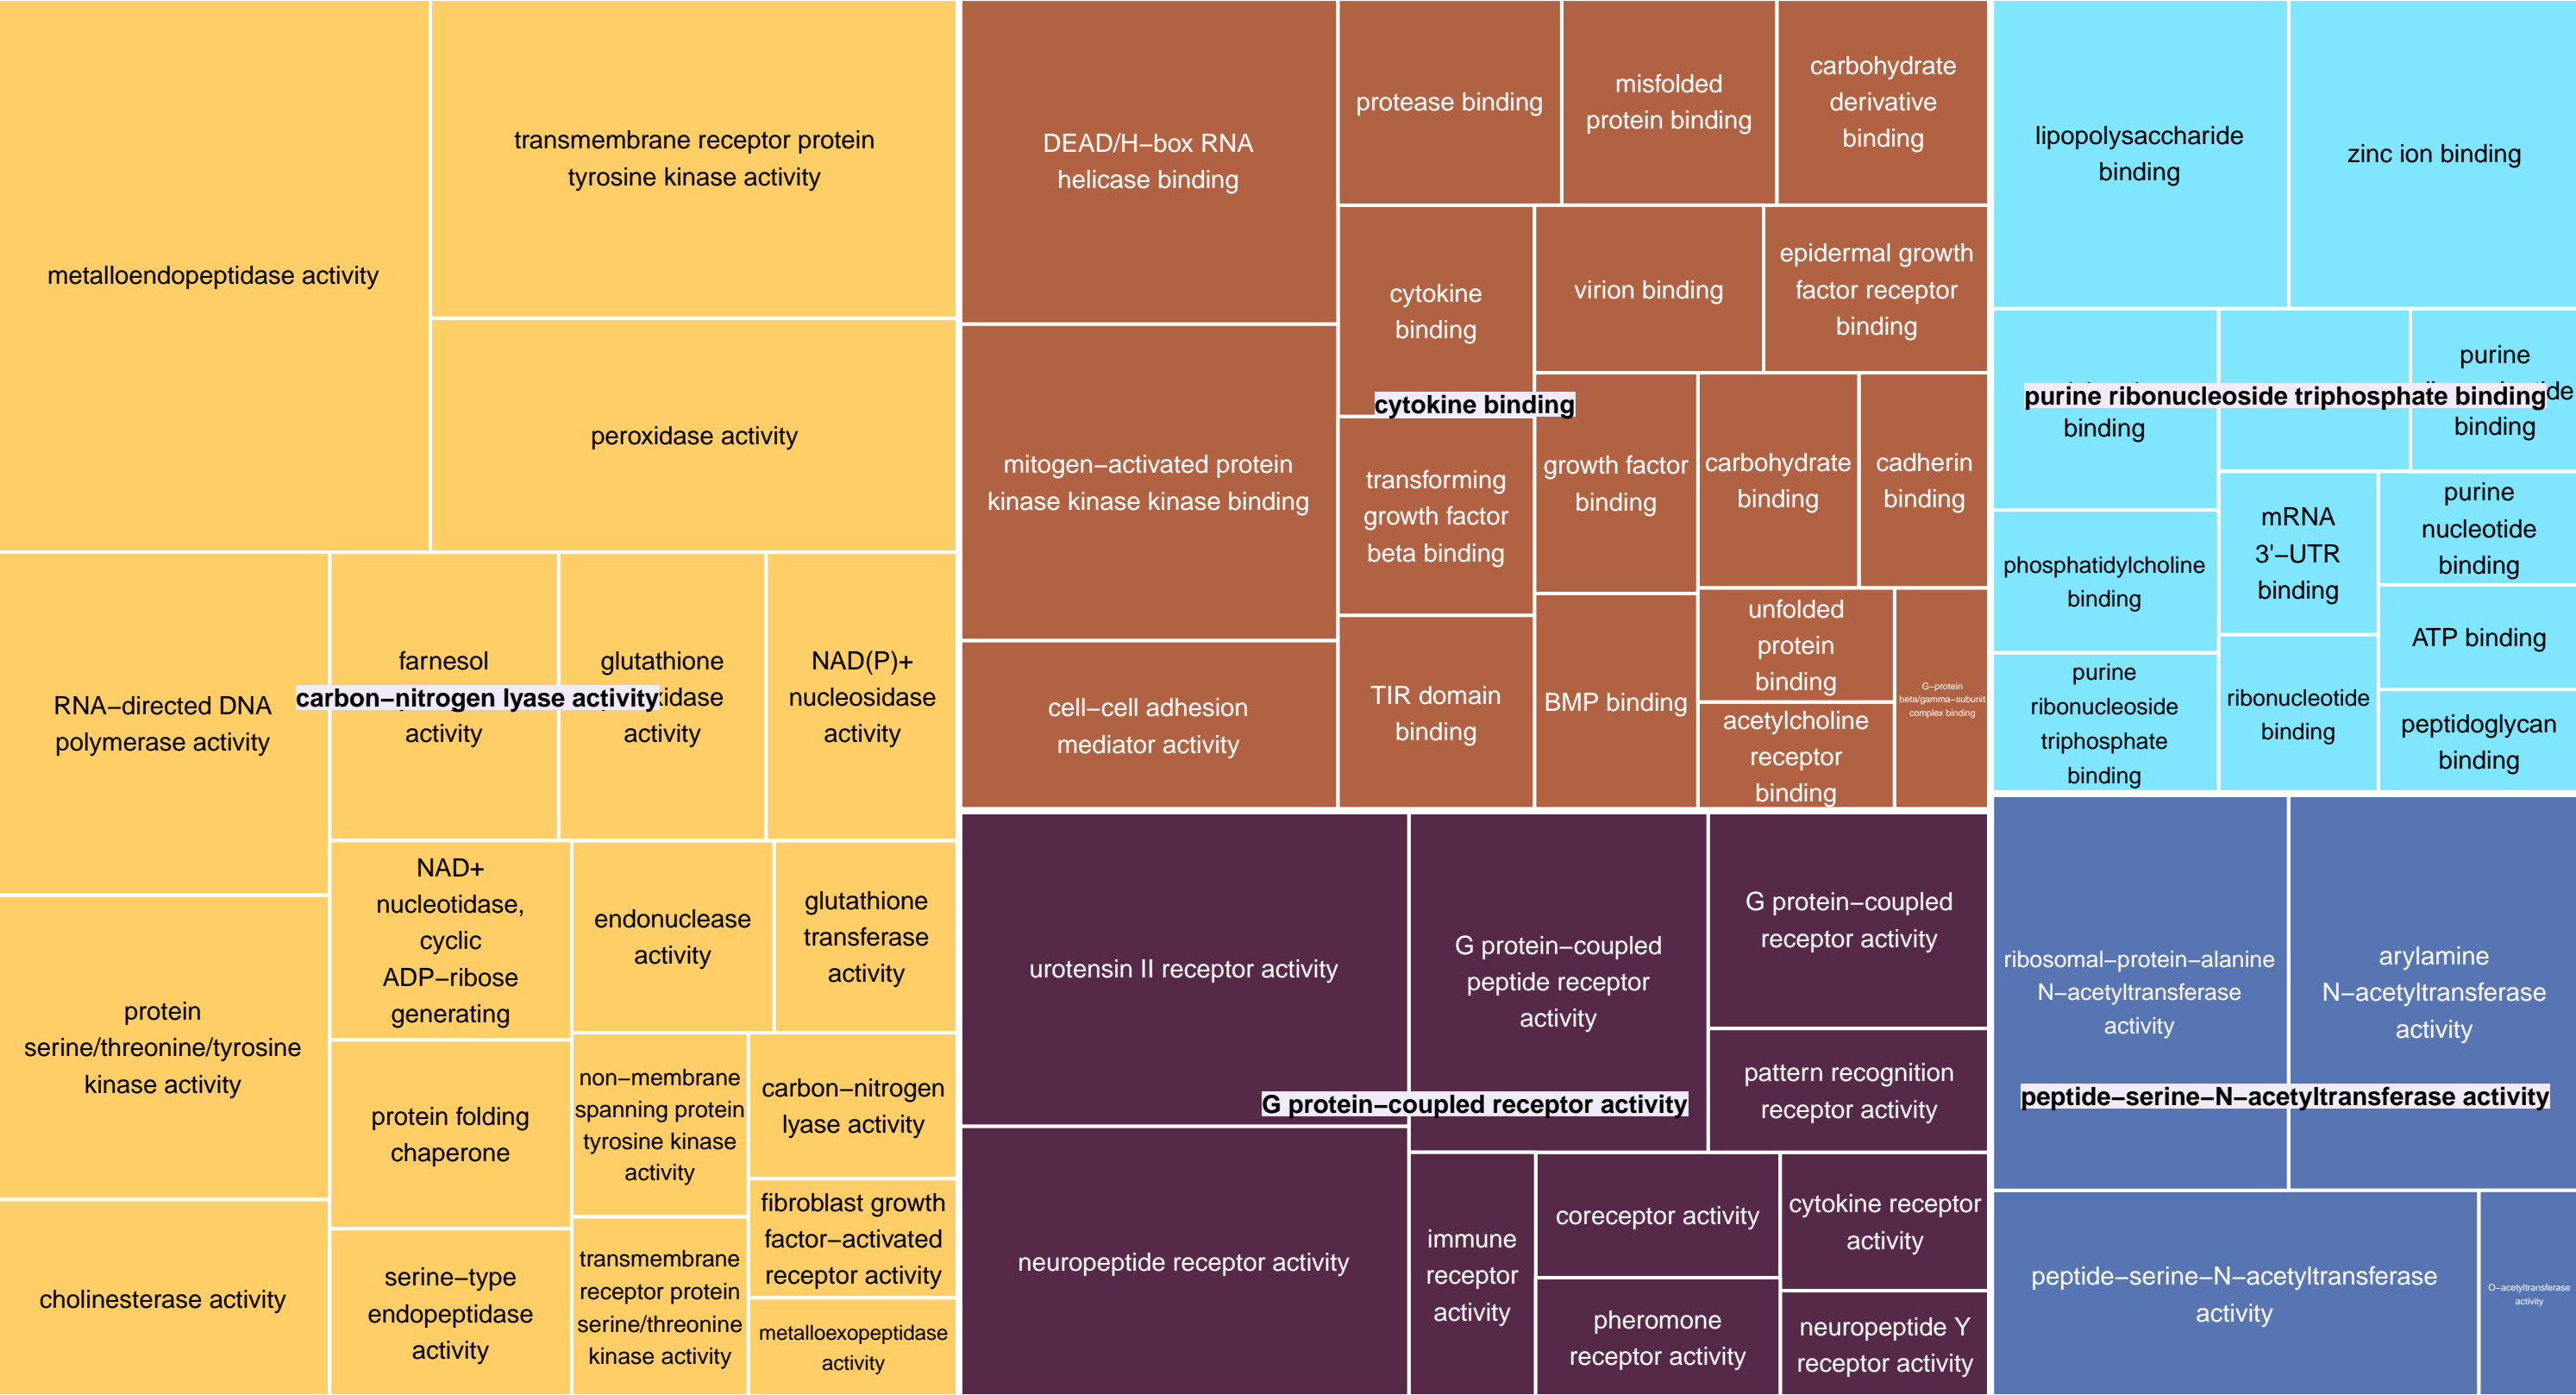 metalloendopeptidase activity
transmembrane receptor protein
tyrosine kinase activity
peroxidase activity
RNA−directed DNA
polymerase activity
farnesol
activity
glutathione
activity
NAD(P)+
nucleosidase
activity
carbon−nitrogen lyase activity
protein
serine/threonine/tyrosine
kinase activity
cholinesterase activity
NAD+
nucleotidase,
cyclic
ADP−ribose
generating
endonuclease
activity
glutathione
transferase
activity
protein folding
chaperone
non−membrane
spanning protein
tyrosine kinase
activity
carbon−nitrogen
lyase activity
fibroblast growth
factor−activated
receptor activity
serine−type
endopeptidase
activity
transmembrane
receptor protein
serine/threonine
kinase activity
metalloexopeptidase
activity
DEAD/H−box RNA
helicase binding
mitogen−activated protein
kinase kinase kinase binding
cell−cell adhesion
mediator activity
protease binding
misfolded
protein binding
carbohydrate
derivative
binding
cytokine
binding
virion binding
epidermal growth
factor receptor
binding
cytokine binding
transforming
growth factor
beta binding
growth factor
binding
carbohydrate
binding
cadherin
binding
TIR domain
binding
BMP binding
unfolded
protein
binding
acetylcholine
receptor
binding
G−protein
beta/gamma−subunit
complex binding
urotensin II receptor activity
neuropeptide receptor activity
G protein−coupled
peptide receptor
activity
G protein−coupled
receptor activity
pattern recognition
receptor activity
G protein−coupled receptor activity
immune
receptor
activity
coreceptor activity
pheromone
receptor activity
cytokine receptor
activity
neuropeptide Y
receptor activity
lipopolysaccharide
binding
zinc ion binding
binding
purine
binding
purine ribonucleoside triphosphate binding
phosphatidylcholine
binding
mRNA
3'−UTR
binding
purine
nucleotide
binding
ATP binding
purine
ribonucleoside
triphosphate
binding
ribonucleotide
binding
peptidoglycan
binding
ribosomal−protein−alanine
N−acetyltransferase
activity
arylamine
N−acetyltransferase
activity
peptide−serine−N−acetyltransferase activity
peptide−serine−N−acetyltransferase
activity
O−acetyltransferase
activity